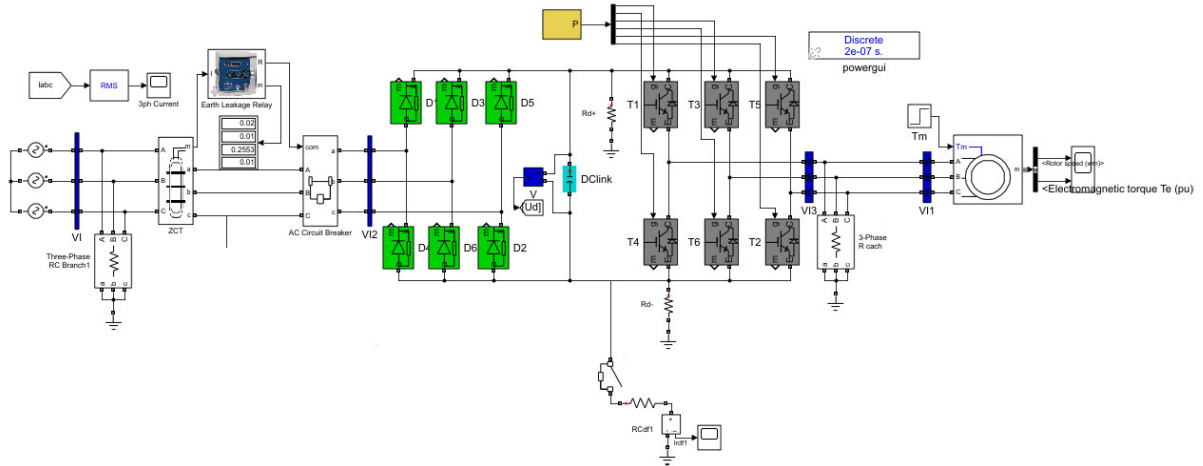 P
Discrete
2e-07 s.
powergui
Iabc
RMS
3ph Current
I
R
m
Earth Leakage Relay
0.02
0.01
0.2553
0.01
VI
A
B
C
m
a
b
c
ZCT
com
A
B
C
a
b
c
AC Circuit Breaker
VI2
Three-Phase
RC Branch1
A B C
a b c
D1
D3
D5
D4
D6
D2
V
[Ud]
DClink
Rd+
T1
T3
T5
T4
T6
T2
Rd-
VI3
A B C
a b c
3-Phase
R cach
VI1
Tm
Tm
A
B
C
m
<Rotor speed (wm)>
<Electromagnetic torque Te (pu)
RCdf1
Irdf1